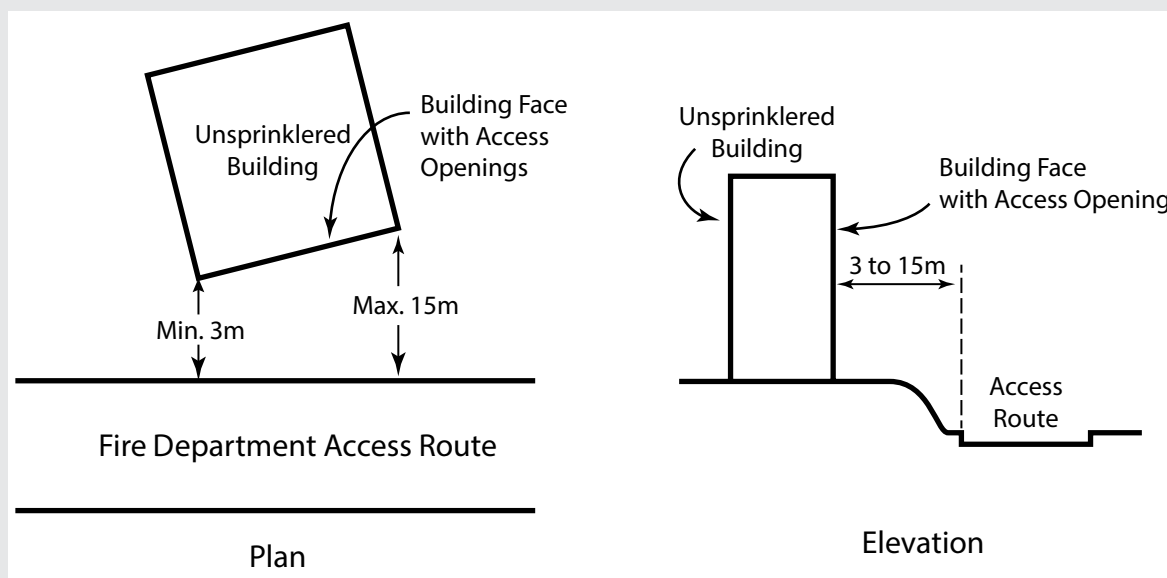 Unsprinklered
Building
Building Face
with Access
Openings
Min. 3m
Max. 15m
Fire Department Access Route
Plan
Unsprinklered
Building
Building Face
with Access Opening
3 to 15m
Access
Route
Elevation